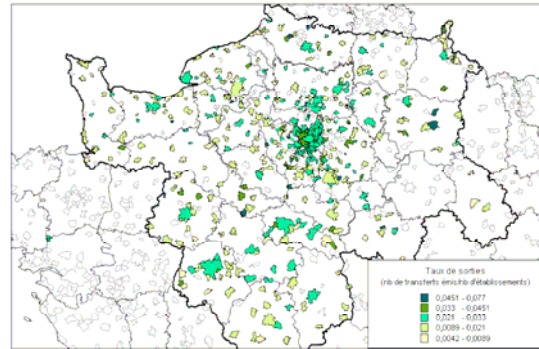 Taux de sorties
(nb de transferts émis/nb d'établissements)
0,0451 - 0,077
0,033 - 0,0451
0,021 - 0,033
0,0089 - 0,021
0,0042 - 0,0089